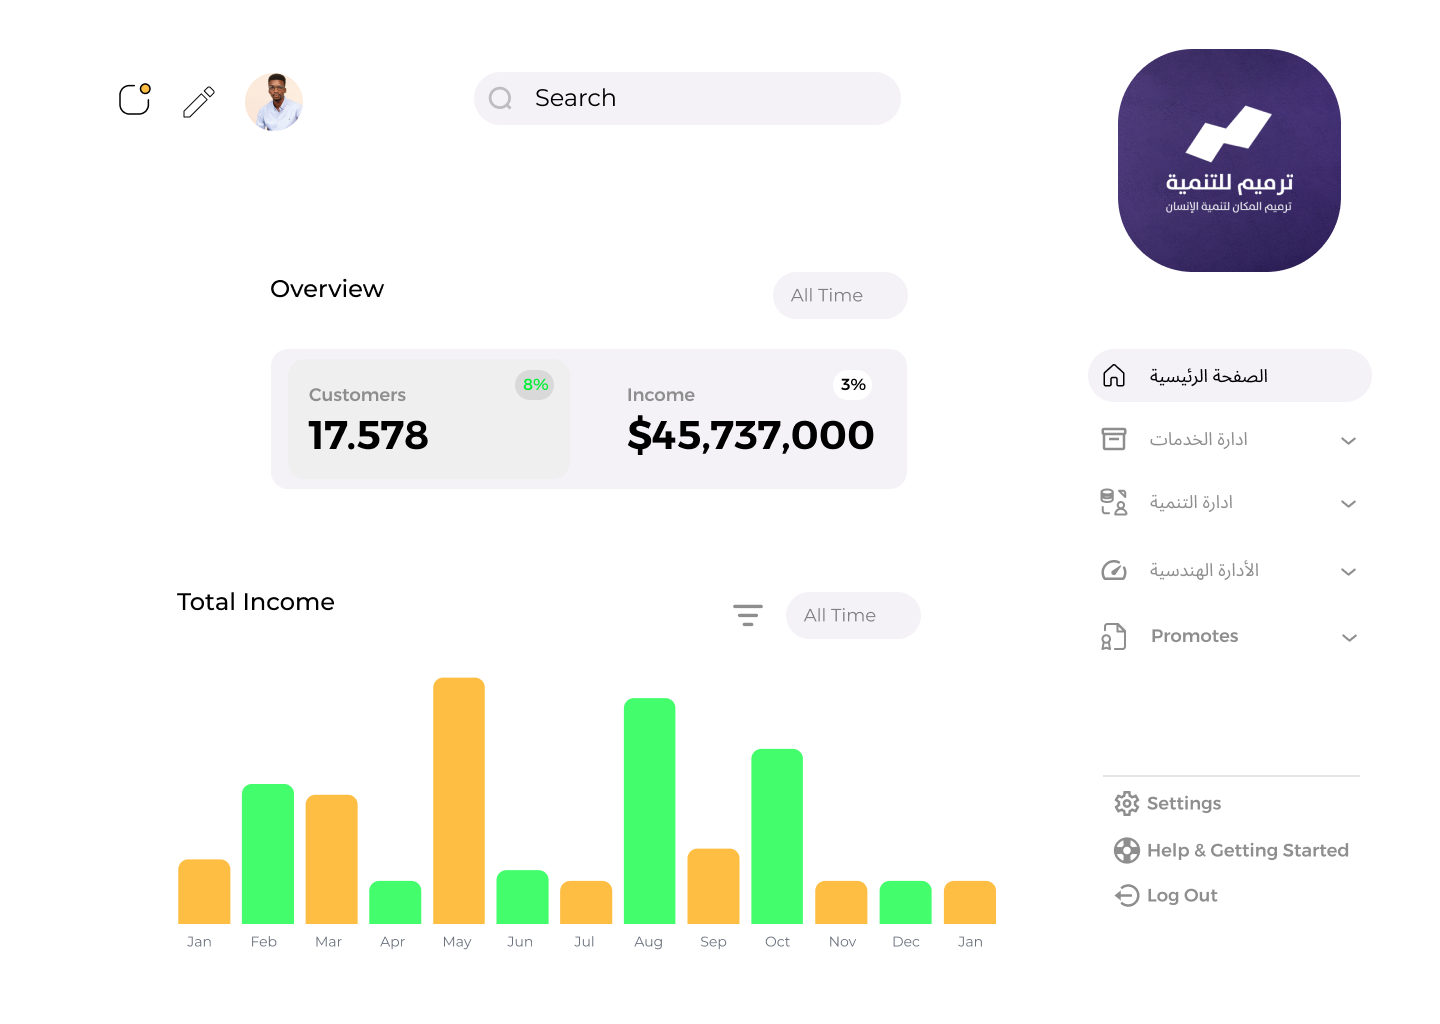 Search
ترميم للتنمية
ترميم المكان لتنمية الإنسان
Overview
All Time
Customers
8%
17.578
Income
3%
$45,737,000
الصفحة الرئيسية
ادارة الخدمات
ادارة التنمية
الأدارة الهندسية
Promotes
Total Income
All Time
Jan Feb Mar Apr May Jun Jul Aug Sep Oct Nov Dec Jan
Settings
Help & Getting Started
Log Out